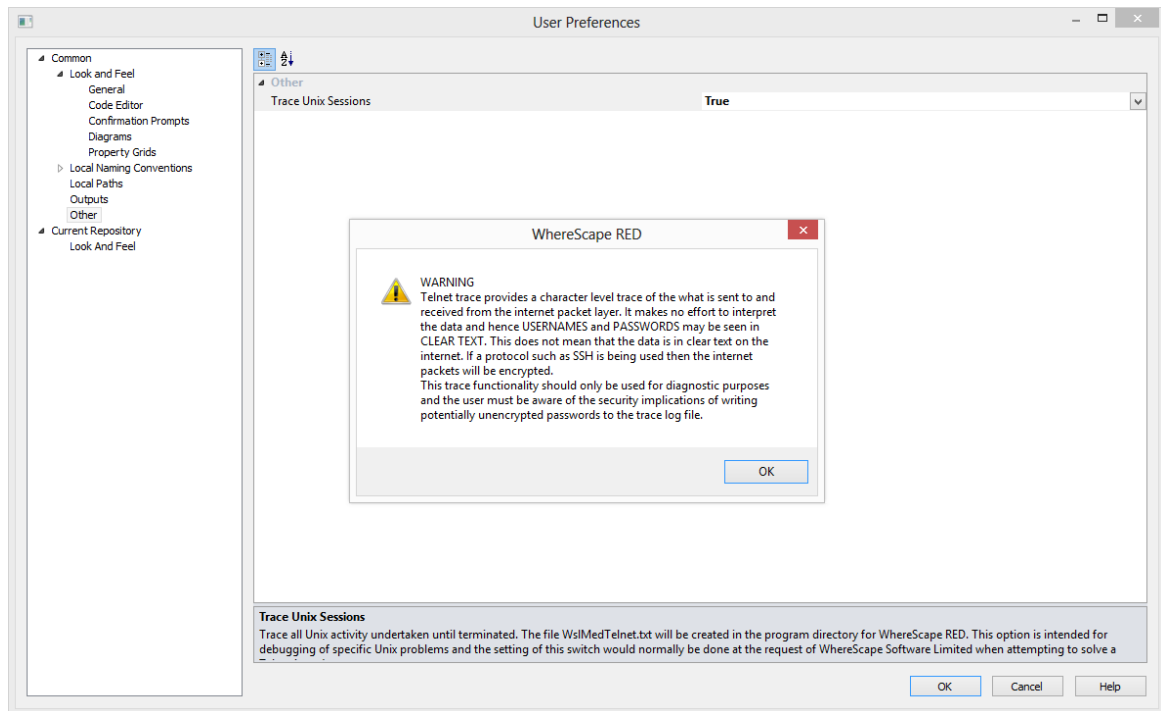 User Preferences
Common
Look and Feel
General
Code Editor
Confirmation Prompts
Diagrams
Property Grids
Local Naming Conventions
Local Paths
Outputs
Other
Current Repository
Look And Feel
Other
Trace Unix Sessions True
WhereScape RED
WARNING
Telnet trace provides a character level trace of the what is sent to and
received from the internet packet layer. It makes no effort to interpret
the data and hence USERNAMES and PASSWORDS may be seen in
CLEAR TEXT. This does not mean that the data is in clear text on the
internet. If a protocol such as SSH is being used then the internet
packets will be encrypted.
This trace functionality should only be used for diagnostic purposes
and the user must be aware of the security implications of writing
potentially unencrypted passwords to the trace log file.
OK
Trace Unix Sessions
Trace all Unix activity undertaken until terminated. The file WslMedTelnet.txt will be created in the program directory for WhereScape RED. This option is intended for
debugging of specific Unix problems and the setting of this switch would normally be done at the request of WhereScape Software Limited when attempting to solve a
OK Cancel Help